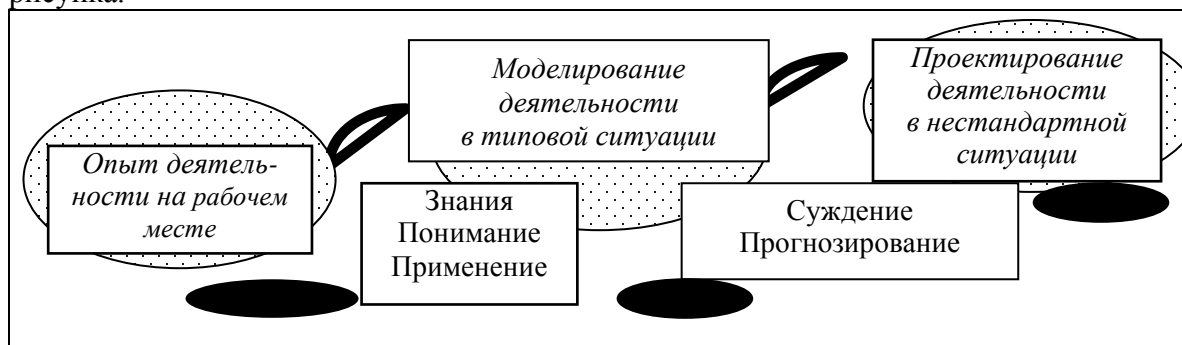 рисунка.
Опыт деятель-
ности на рабочем
месте
Моделирование
деятельности
в типовой ситуации
Проектирование
деятельности
в нестандартной
ситуации
Знания
Понимание
Применение
Суждение
Прогнозирование